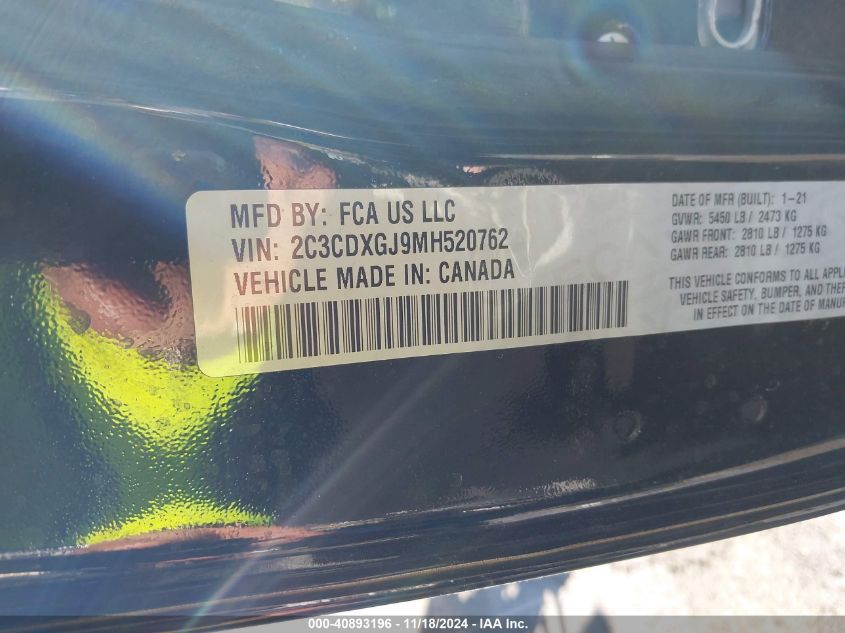 MFD BY: FCA US LLC
VIN: 2C3CDXGJ9MH520762
VEHICLE MADE IN: CANADA
DATE OF MFR (BUILT): 1-21
GVWR: 5450 LB / 2473 KG
GAWR FRONT: 2810 LB / 1275 KG
GAWR REAR: 2810 LB / 1275 KG
THIS VEHICLE CONFORMS TO ALL APPLI
VEHICLE SAFETY, BUMPER, AND THEF
IN EFFECT ON THE DATE OF MANUF
000-40893196 - 11/18/2024 - IAA Inc.